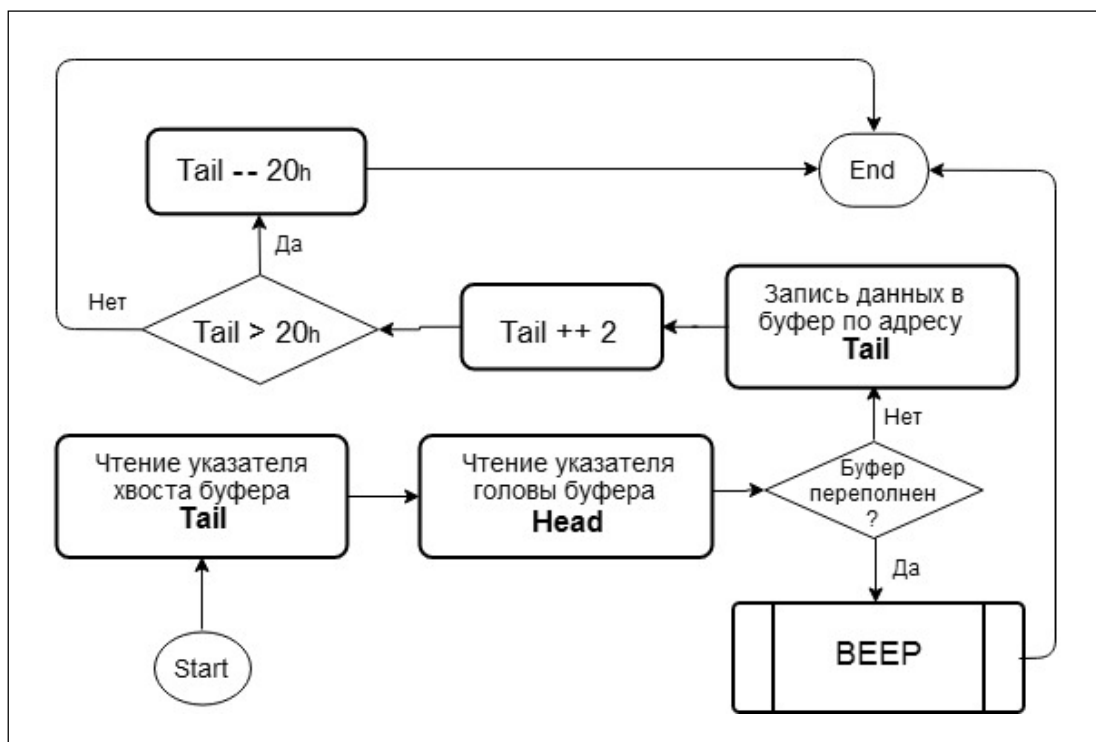 Tail -- 20h
End
Да
Нет
Tail > 20h
Tail ++ 2
Запись данных в
буфер по адресу
Tail
Нет
Чтение указателя
хвоста буфера
Tail
Чтение указателя
головы буфера
Head
Буфер
переполнен
?
Да
Start
BEEP